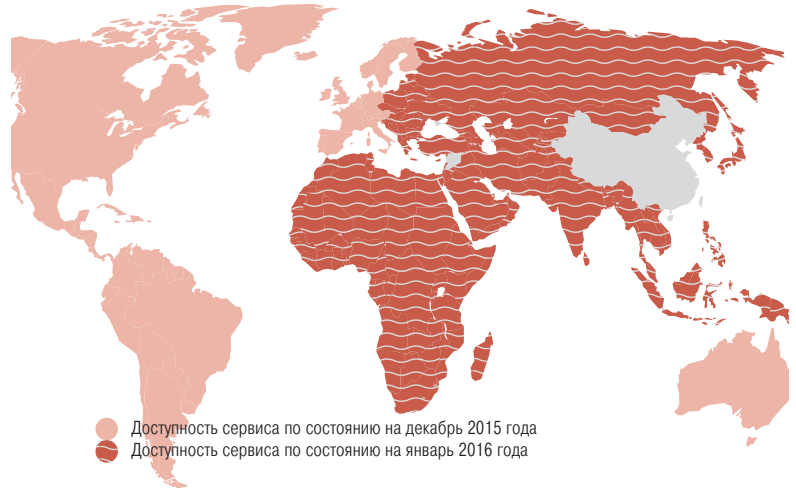 Доступность сервиса по состоянию на декабрь 2015 года
Доступность сервиса по состоянию на январь 2016 года